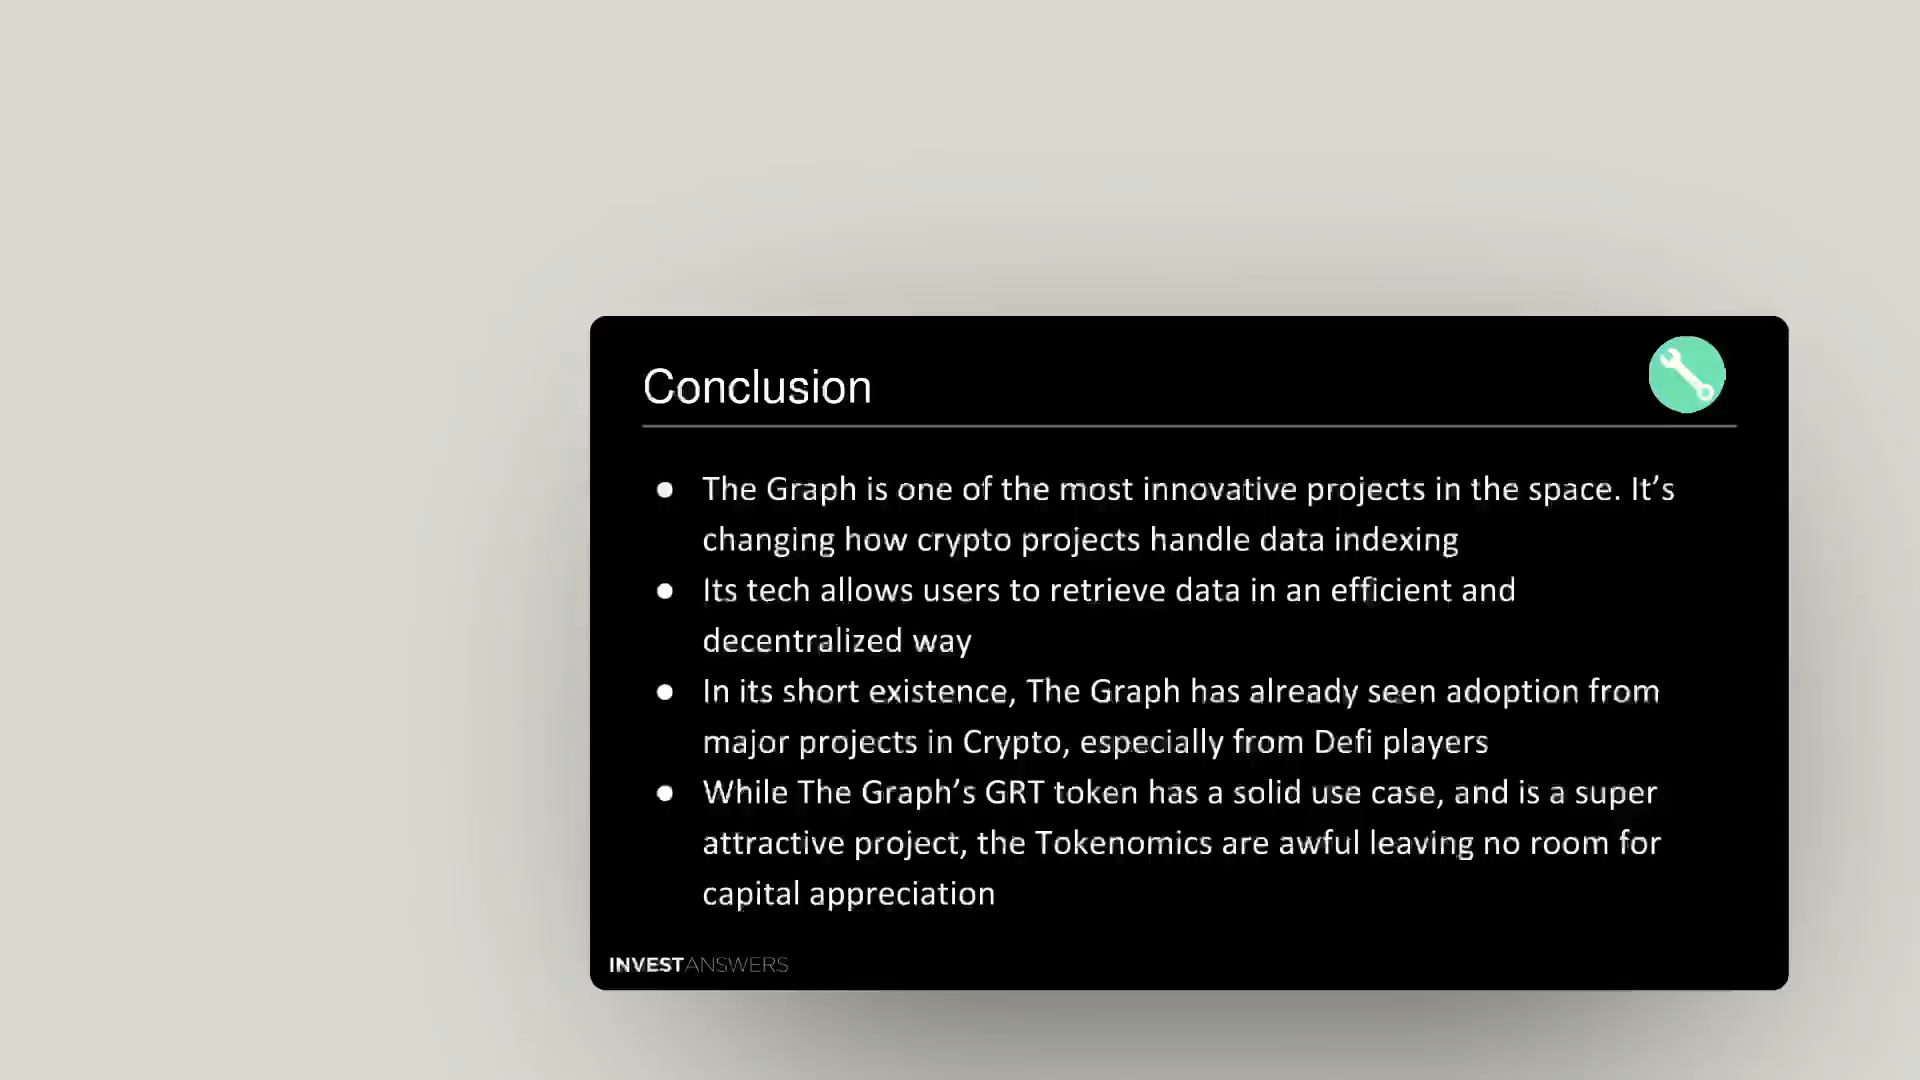 Conclusion
● The Graph is one of the most innovative projects in the space. It’s
changing how crypto projects handle data indexing
● Its tech allows users to retrieve data in an efficient and
decentralized way
● In its short existence, The Graph has already seen adoption from
major projects in Crypto, especially from Defi players
● While The Graph’s GRT token has a solid use case, and is a super
attractive project, the Tokenomics are awful leaving no room for
capital appreciation
INVESTANSWERS